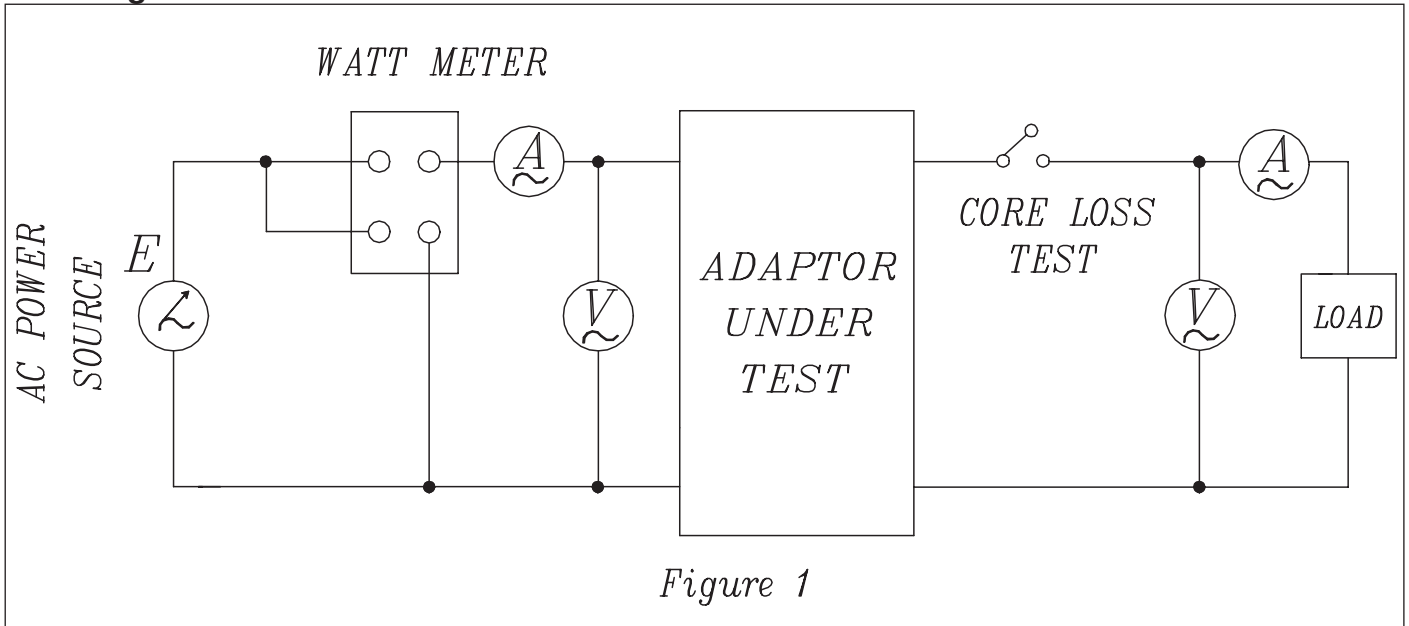 WATT METER
A
A
AC POWER
SOURCE
E
V
ADAPTOR
UNDER
TEST
CORE LOSS
TEST
V
LOAD
Figure 1